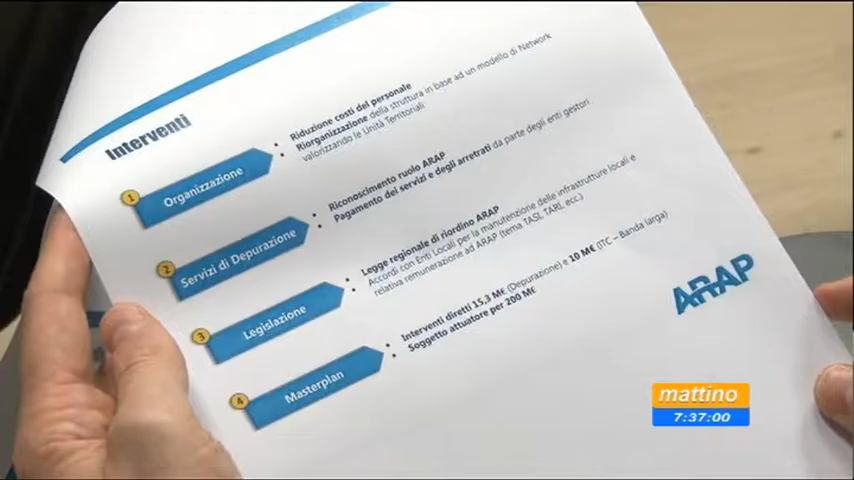 Interventi
1 Organizzazione
• Riduzione costi del personale
• Riorganizzazione della struttura in base ad un modello di Network
valorizzando le Unità Territoriali
2 Servizi di Depurazione
• Riconoscimento ruolo ARAP
• Pagamento dei servizi e degli arretrati da parte degli enti gestori
3 Legislazione
• Legge regionale di riordino ARAP
• Accordi con Enti Locali per la manutenzione delle infrastrutture locali e
relativa remunerazione ad ARAP (tema TASI, TARI, ecc.)
4 Masterplan
• Interventi diretti 15,3 M€ (Depurazione) e 10 M€ (ITC – Banda larga)
• Soggetto attuatore per 200 M€
ARAP
mattino
7:37:00